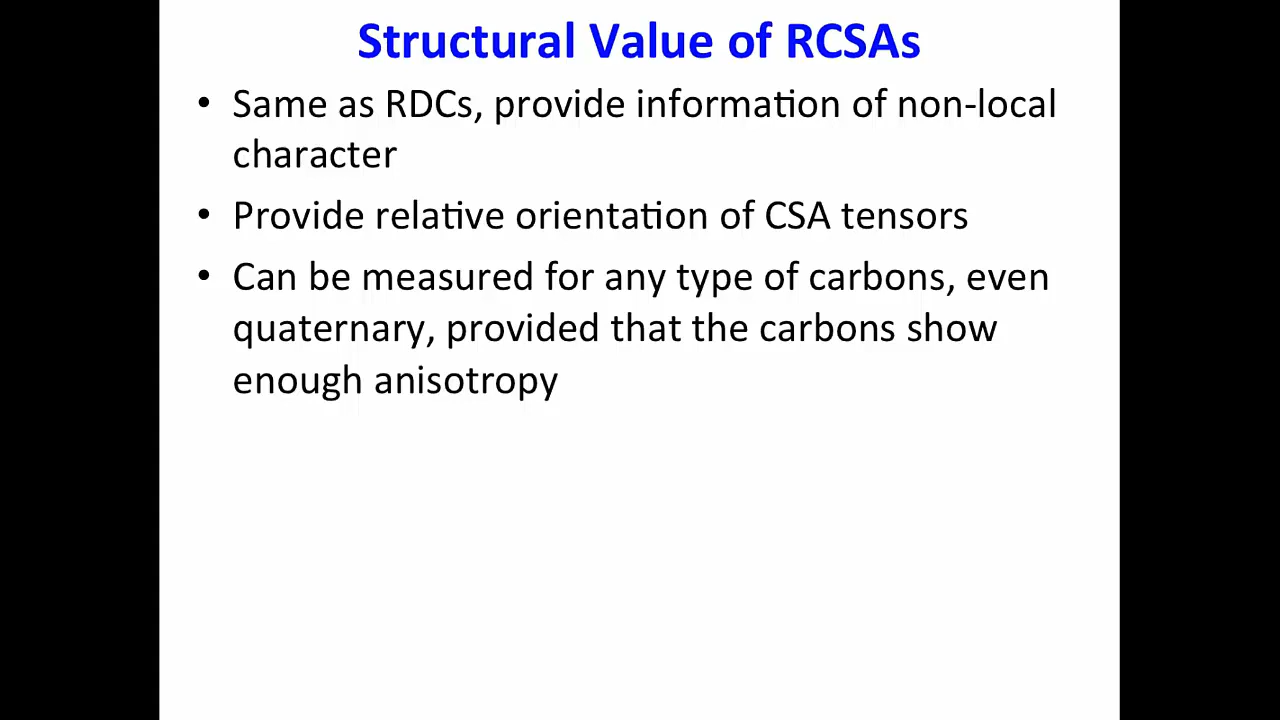 Structural Value of RCSAs
• Same as RDCs, provide information of non-local
character
• Provide relative orientation of CSA tensors
• Can be measured for any type of carbons, even
quaternary, provided that the carbons show
enough anisotropy